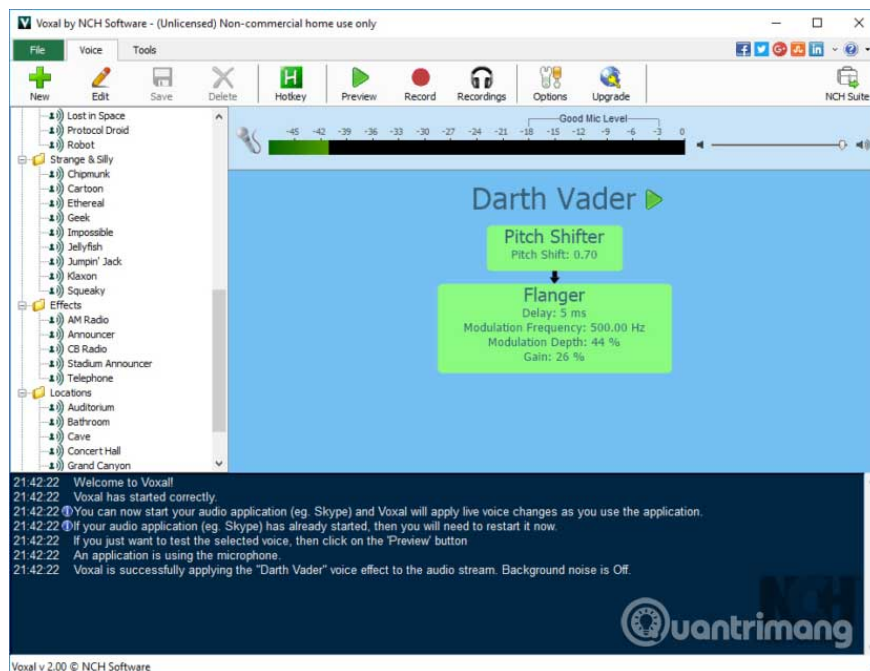 Voxal by NCH Software - (Unlicensed) Non-commercial home use only
File Voice Tools
New Edit Save Delete Hotkey Preview Record Recordings Options Upgrade NCH Suite
Lost in Space
Protocol Droid
Robot
Strange & Silly
Chipmunk
Cartoon
Ethereal
Geek
Impossible
Jellyfish
Jumpin' Jack
Klaxon
Squeaky
Effects
AM Radio
Announcer
CB Radio
Stadium Announcer
Telephone
Locations
Auditorium
Bathroom
Cave
Concert Hall
Grand Canyon
Good Mic Level
-45 -42 -39 -36 -33 -30 -27 -24 -21 -18 -15 -12 -9 -6 -3 0
Darth Vader
Pitch Shifter
Pitch Shift: 0.70
Flanger
Delay: 5 ms
Modulation Frequency: 500.00 Hz
Modulation Depth: 44 %
Gain: 26 %
21:42:22 Welcome to Voxal!
21:42:22 Voxal has started correctly.
21:42:22 You can now start your audio application (eg. Skype) and Voxal will apply live voice changes as you use the application.
21:42:22 If your audio application (eg. Skype) has already started, then you will need to restart it now.
21:42:22 If you just want to test the selected voice, then click on the 'Preview' button
21:42:22 An application is using the microphone.
21:42:22 Voxal is successfully applying the "Darth Vader" voice effect to the audio stream. Background noise is Off.
NCH
Quantrimang
Voxal v 2.00 © NCH Software